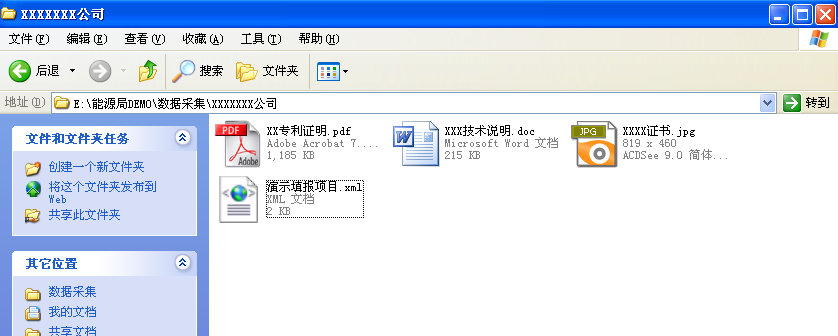 XXXXXXX公司
文件(F) 编辑(E) 查看(V) 收藏(A) 工具(T) 帮助(H)
后退 搜索 文件夹
地址(D) E:\能源局DEMO\数据采集\XXXXXXX公司 转到
文件和文件夹任务
创建一个新文件夹
将这个文件夹发布到
Web
共享此文件夹
其它位置
数据采集
我的文档
共享文档
PDF
Adobe
XX专利证明.pdf
Adobe Acrobat 7....
1,185 KB
W
XXX技术说明.doc
Microsoft Word 文档
215 KB
JPG
XXXX证书.jpg
819 x 460
ACDSee 9.0 简体...
演示填报项目.xml
XML 文档
2 KB